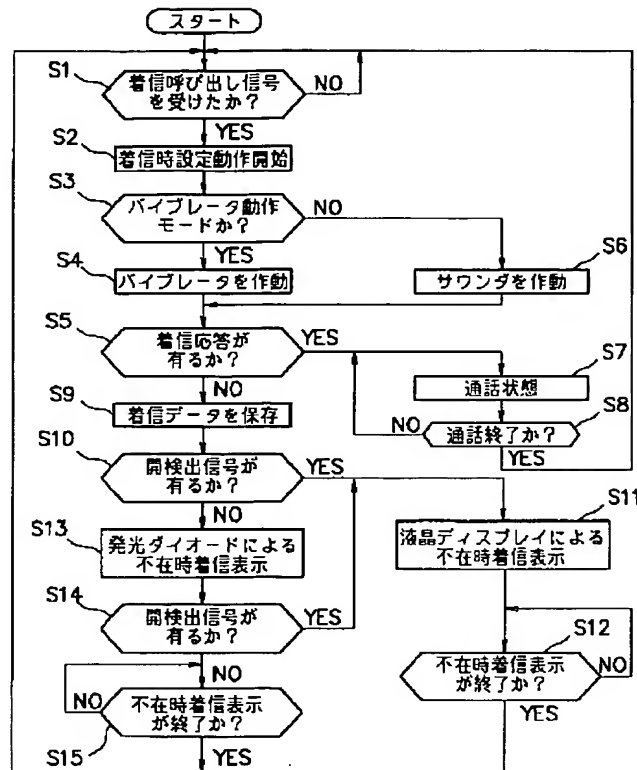 スタート
S1
着信呼び出し信号
を受けたか？
NO
YES
S2
着信時設定動作開始
S3
バイブレータ動作
モードか？
NO
YES
S4
バイブレータを作動
S6
サウンダを作動
S5
着信応答が
有るか？
YES
NO
S7
通話状態
S9
着信データを保存
S8
通話終了か？
NO
YES
S10
開検出信号が
有るか？
YES
NO
S11
液晶ディスプレイによる
不在時着信表示
S13
発光ダイオードによる
不在時着信表示
S14
開検出信号が
有るか？
YES
NO
S12
不在時着信表示
が終了か？
NO
YES
NO
不在時着信表示
が終了か？
S15
YES